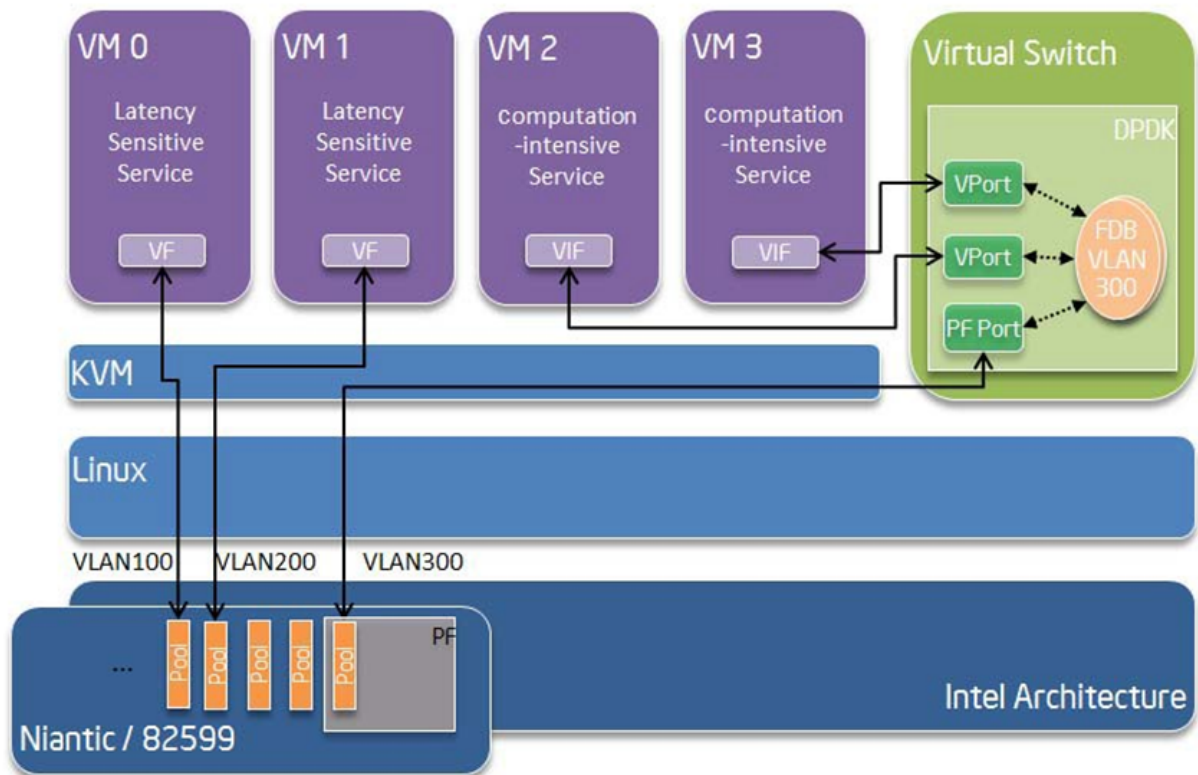 VM 0
Latency
Sensitive
Service
VF
VM 1
Latency
Sensitive
Service
VF
VM 2
computation
-intensive
Service
VIF
VM 3
computation
-intensive
Service
VIF
Virtual Switch
DPDK
VPort
VPort
PF Port
FDB
VLAN
300
KVM
Linux
VLAN100
VLAN200
VLAN300
...
Pool
Pool
Pool
Pool
Pool
PF
Niantic / 82599
Intel Architecture